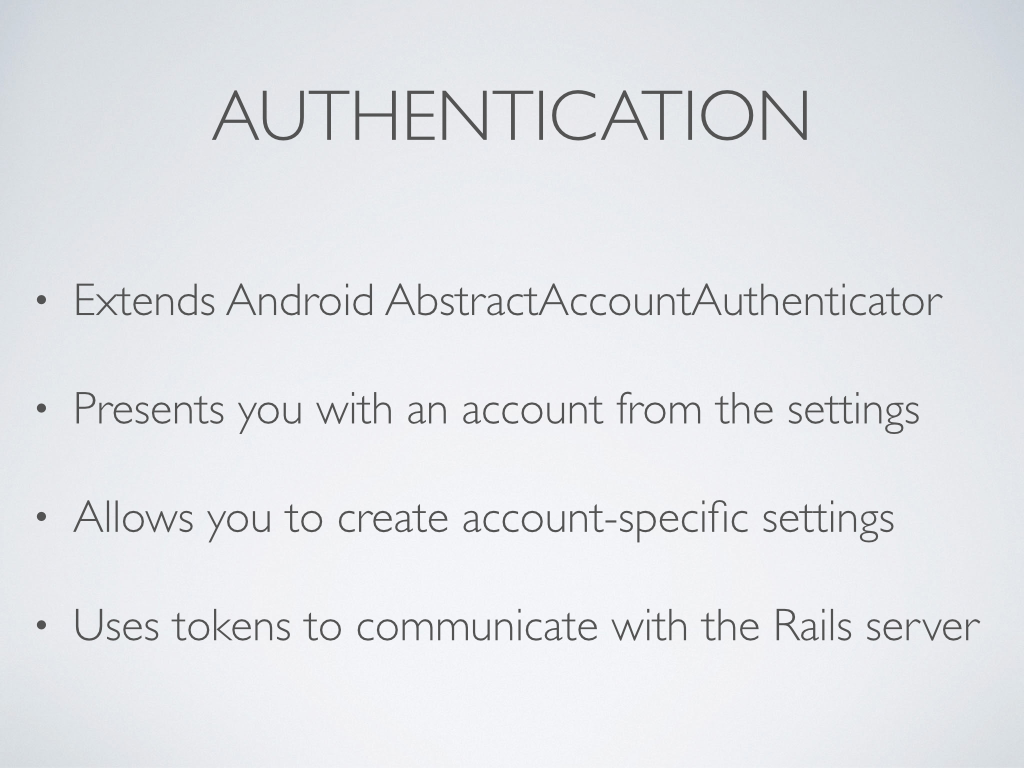 AUTHENTICATION
• Extends Android AbstractAccountAuthenticator
• Presents you with an account from the settings
• Allows you to create account-specific settings
• Uses tokens to communicate with the Rails server